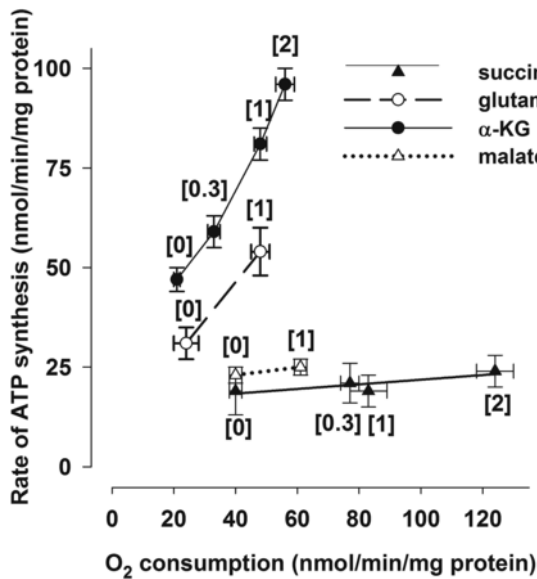 Rate of ATP synthesis (nmol/min/mg protein)
100
75
50
25
0
[2]
[1]
[0.3]
[0]
[1]
[0]
[0]
[1]
[0]
[0.3]
[1]
[2]
succin
glutam
α-KG
malate
0 20 40 60 80 100 120
O₂ consumption (nmol/min/mg protein)